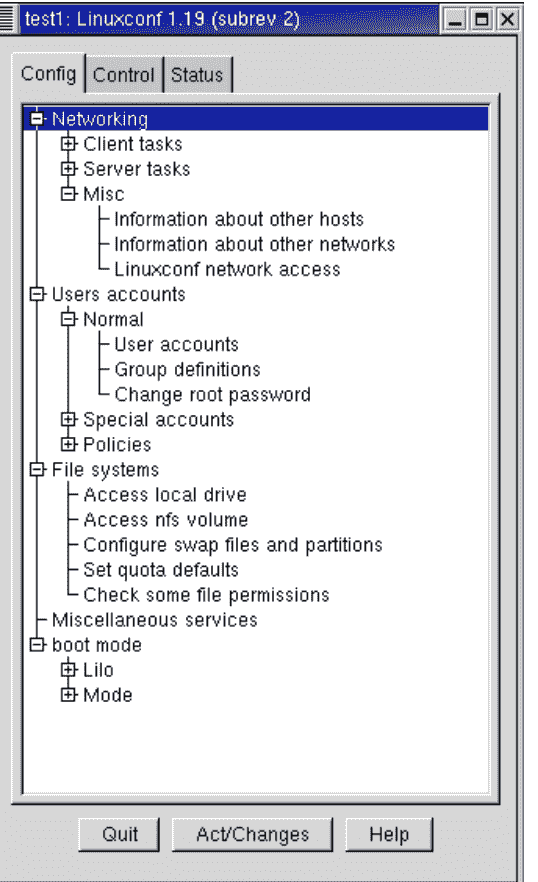 test1: Linuxconf 1.19 (subrev 2)
Config Control Status
Networking
Client tasks
Server tasks
Misc
Information about other hosts
Information about other networks
Linuxconf network access
Users accounts
Normal
User accounts
Group definitions
Change root password
Special accounts
Policies
File systems
Access local drive
Access nfs volume
Configure swap files and partitions
Set quota defaults
Check some file permissions
Miscellaneous services
boot mode
Lilo
Mode
Quit Act/Changes Help